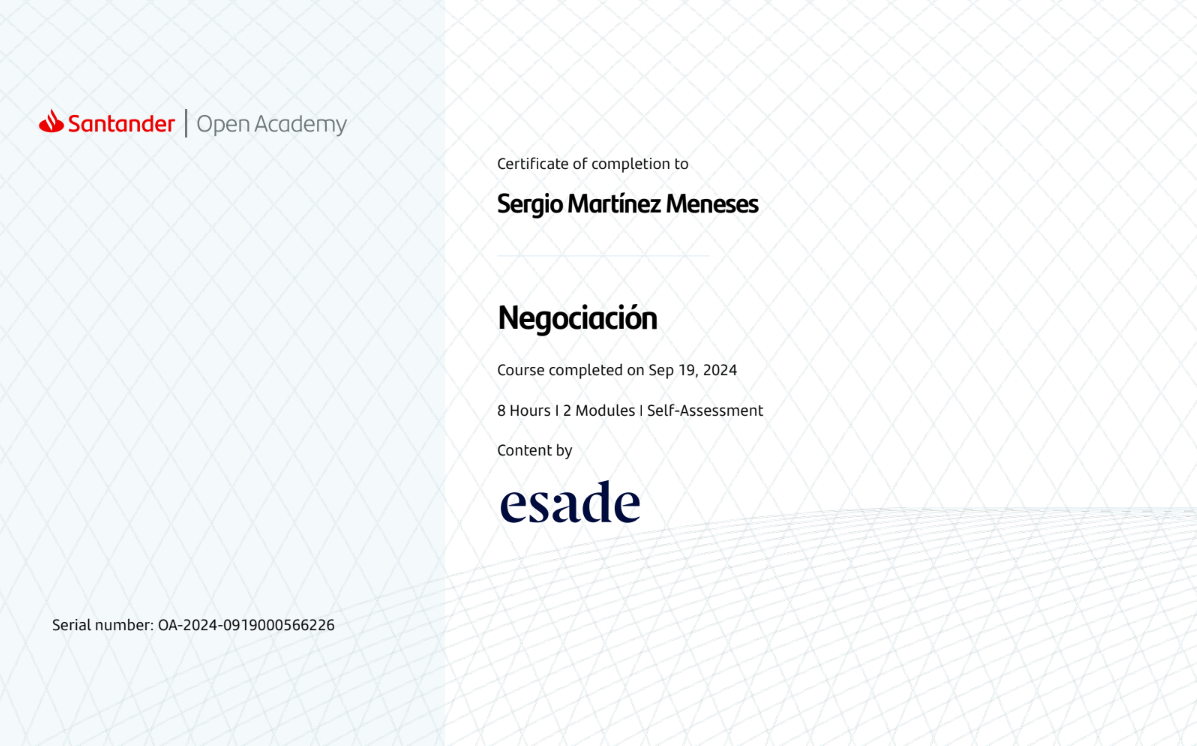 Santander | Open Academy
Certificate of completion to
Sergio Martínez Meneses
Negociación
Course completed on Sep 19, 2024
8 Hours I 2 Modules I Self-Assessment
Content by
esade
Serial number: OA-2024-0919000566226